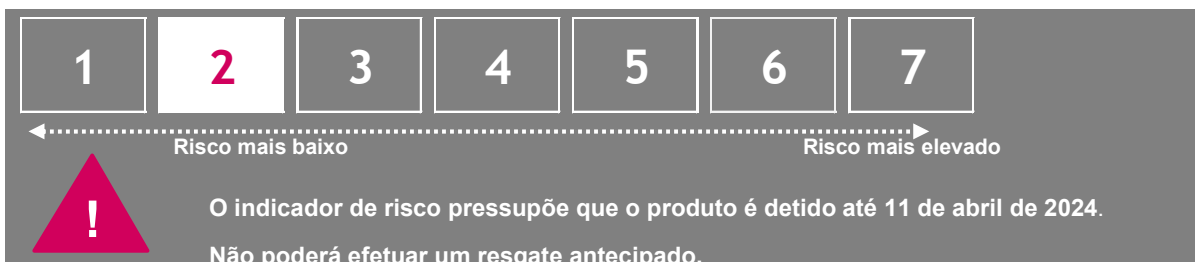 1 2 3 4 5 6 7
Risco mais baixo Risco mais elevado
! O indicador de risco pressupõe que o produto é detido até 11 de abril de 2024.
Não poderá efetuar um resgate antecipado.